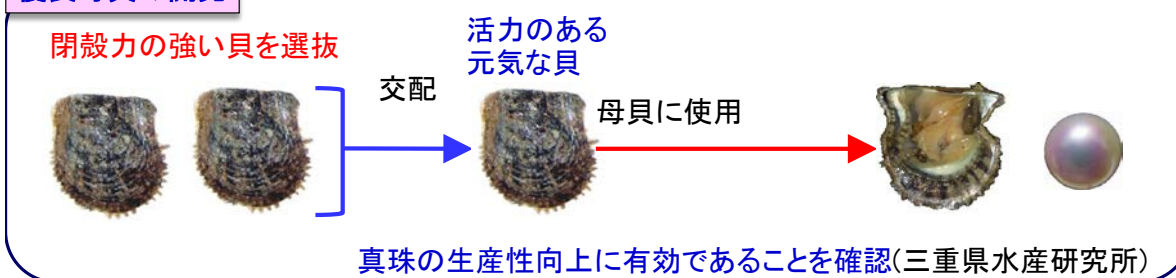 閉殻力の強い貝を選抜
活力のある
元気な貝
交配
母貝に使用
真珠の生産性向上に有効であることを確認(三重県水産研究所)